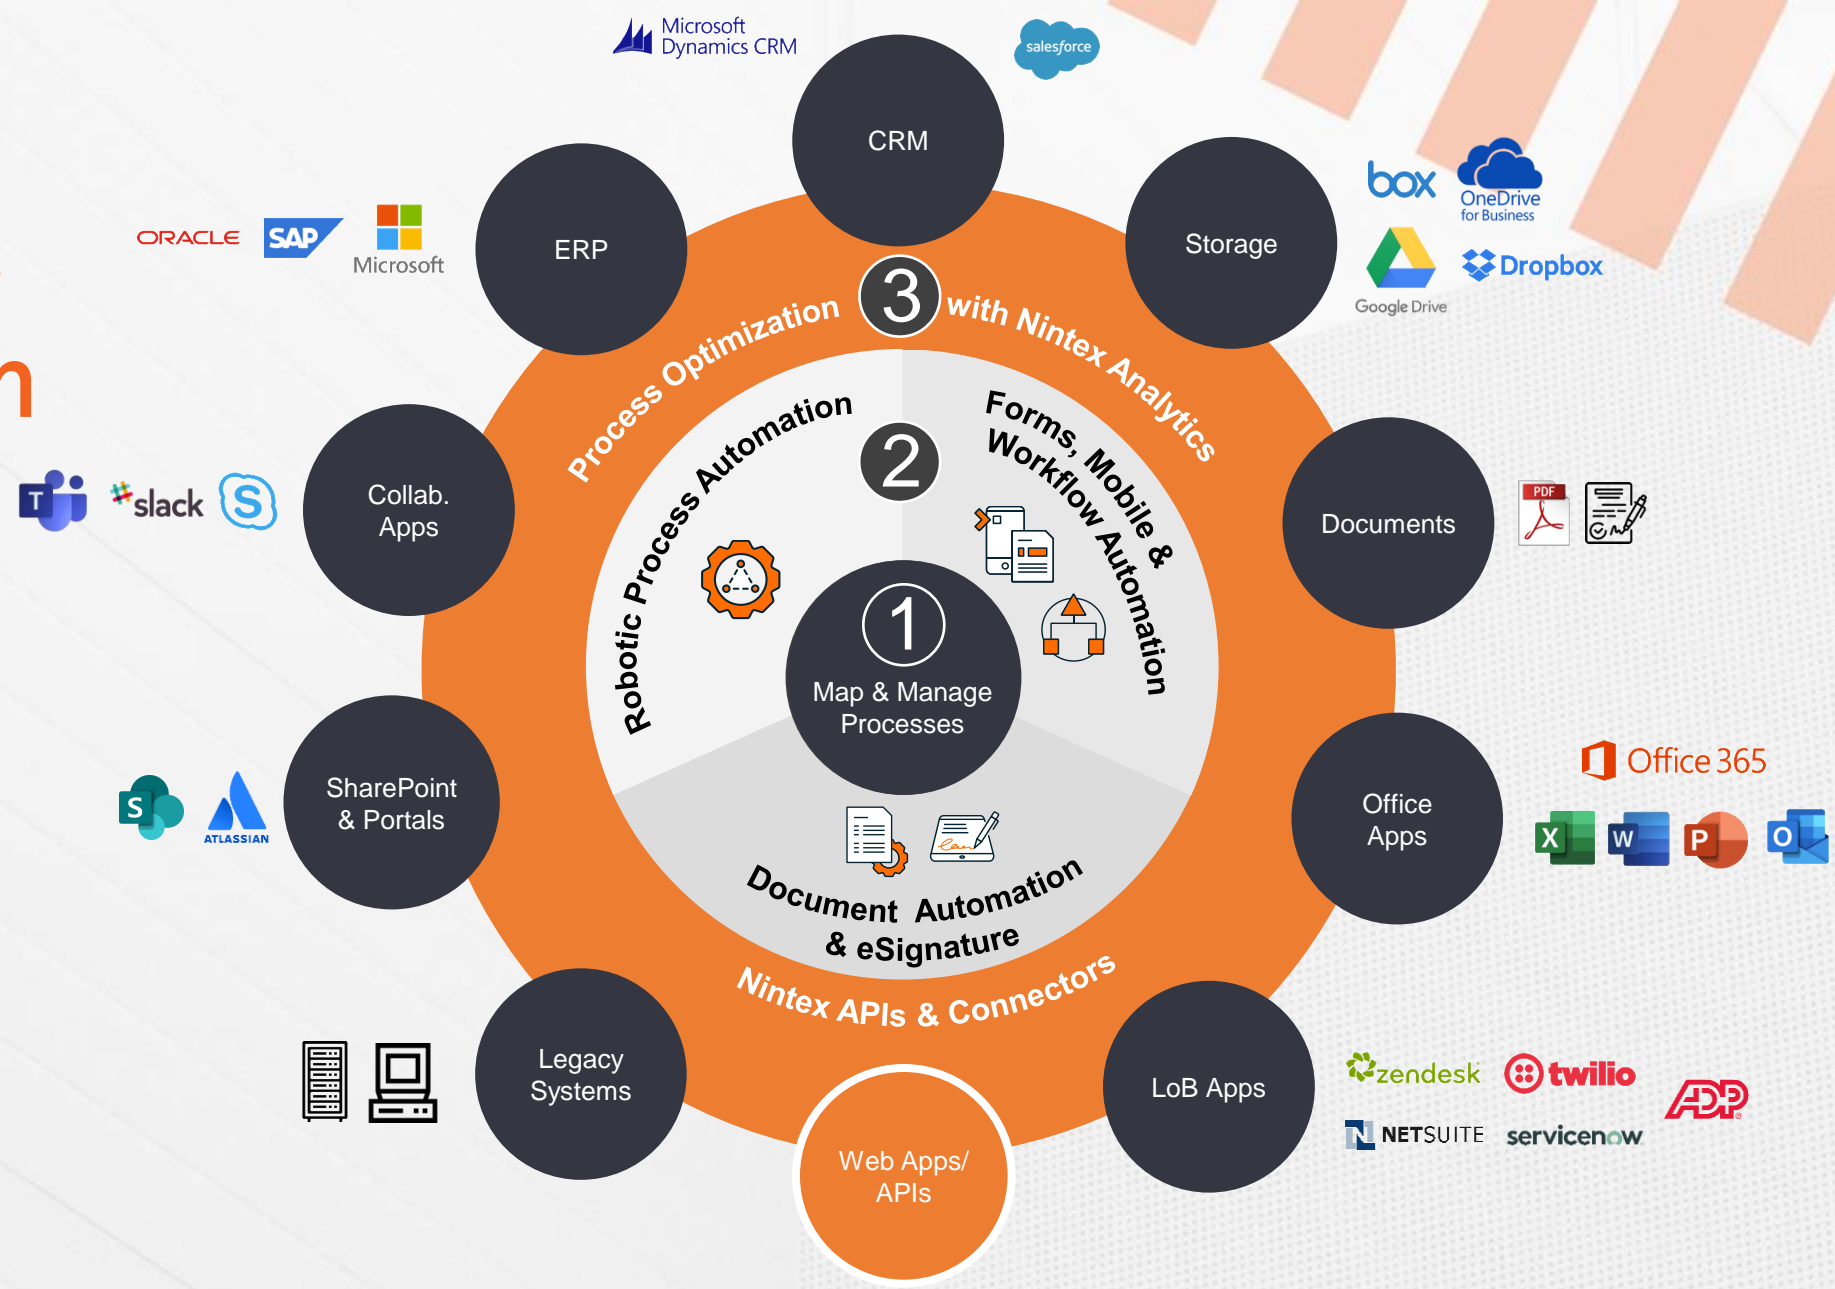 Microsoft
Dynamics CRM
salesforce
CRM
ERP
Storage
ORACLE
SAP
Microsoft
box
OneDrive
for Business
Google Drive
Dropbox
n
3
Process Optimization with Nintex Analytics
2
Robotic Process Automation
Forms, Mobile &
Workflow Automation
Collab.
Apps
T
slack
S
Documents
PDF
1
Map & Manage
Processes
SharePoint
& Portals
S
ATLASSIAN
Office
Apps
Office 365
X
W
P
O
Document Automation
& eSignature
Nintex APIs & Connectors
Legacy
Systems
Web Apps/
APIs
LoB Apps
zendesk
twilio
ADP
N NETSUITE
servicenow